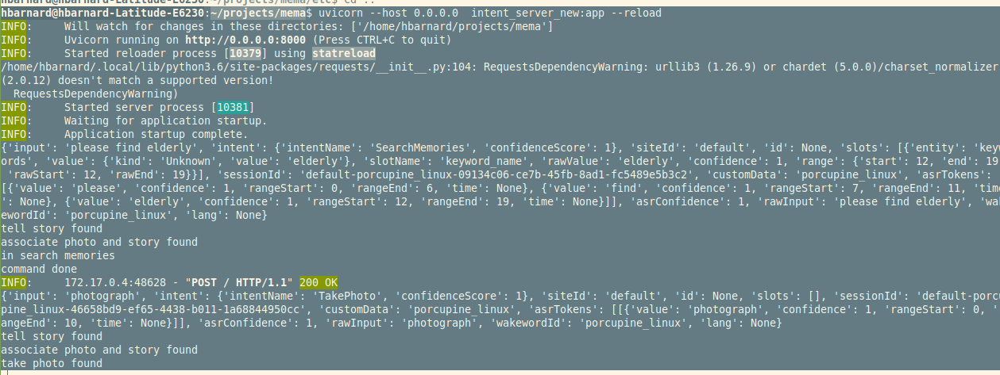 hbarnard@hbarnard-Latitude-E6230:~/projects/mema/etc$ cd ..
hbarnard@hbarnard-Latitude-E6230:~/projects/mema$ uvicorn --host 0.0.0.0  intent_server_new:app --reload
INFO:     Will watch for changes in these directories: ['/home/hbarnard/projects/mema']
INFO:     Uvicorn running on http://0.0.0.0:8000 (Press CTRL+C to quit)
INFO:     Started reloader process [10379] using statreload
/home/hbarnard/.local/lib/python3.6/site-packages/requests/__init__.py:104: RequestsDependencyWarning: urllib3 (1.26.9) or chardet (5.0.0)/charset_normalizer
(2.0.12) doesn't match a supported version!
  RequestsDependencyWarning)
INFO:     Started server process [10381]
INFO:     Waiting for application startup.
INFO:     Application startup complete.
{'input': 'please find elderly', 'intent': {'intentName': 'SearchMemories', 'confidenceScore': 1}, 'siteId': 'default', 'id': None, 'slots': [{'entity': 'keyw
ords', 'value': {'kind': 'Unknown', 'value': 'elderly'}, 'slotName': 'keyword_name', 'rawValue': 'elderly', 'confidence': 1, 'range': {'start': 12, 'end': 19
 'rawStart': 12, 'rawEnd': 19}}], 'sessionId': 'default-porcupine_linux-09134c06-ce7b-45fb-8ad1-fc5489e5b3c2', 'customData': 'porcupine_linux', 'asrTokens':
[[{'value': 'please', 'confidence': 1, 'rangeStart': 0, 'rangeEnd': 6, 'time': None}, {'value': 'find', 'confidence': 1, 'rangeStart': 7, 'rangeEnd': 11, 'time
': None}, {'value': 'elderly', 'confidence': 1, 'rangeStart': 12, 'rangeEnd': 19, 'time': None}]], 'asrConfidence': 1, 'rawInput': 'please find elderly', 'wak
ewordId': 'porcupine_linux', 'lang': None}
tell story found
associate photo and story found
in search memories
command done
INFO:     172.17.0.4:48628 - "POST / HTTP/1.1" 200 OK
{'input': 'photograph', 'intent': {'intentName': 'TakePhoto', 'confidenceScore': 1}, 'siteId': 'default', 'id': None, 'slots': [], 'sessionId': 'default-porcu
pine_linux-46658bd9-ef65-4438-b011-1a68844950cc', 'customData': 'porcupine_linux', 'asrTokens': [[{'value': 'photograph', 'confidence': 1, 'rangeStart': 0, '
angeEnd': 10, 'time': None}]], 'asrConfidence': 1, 'rawInput': 'photograph', 'wakewordId': 'porcupine_linux', 'lang': None}
tell story found
associate photo and story found
take photo found